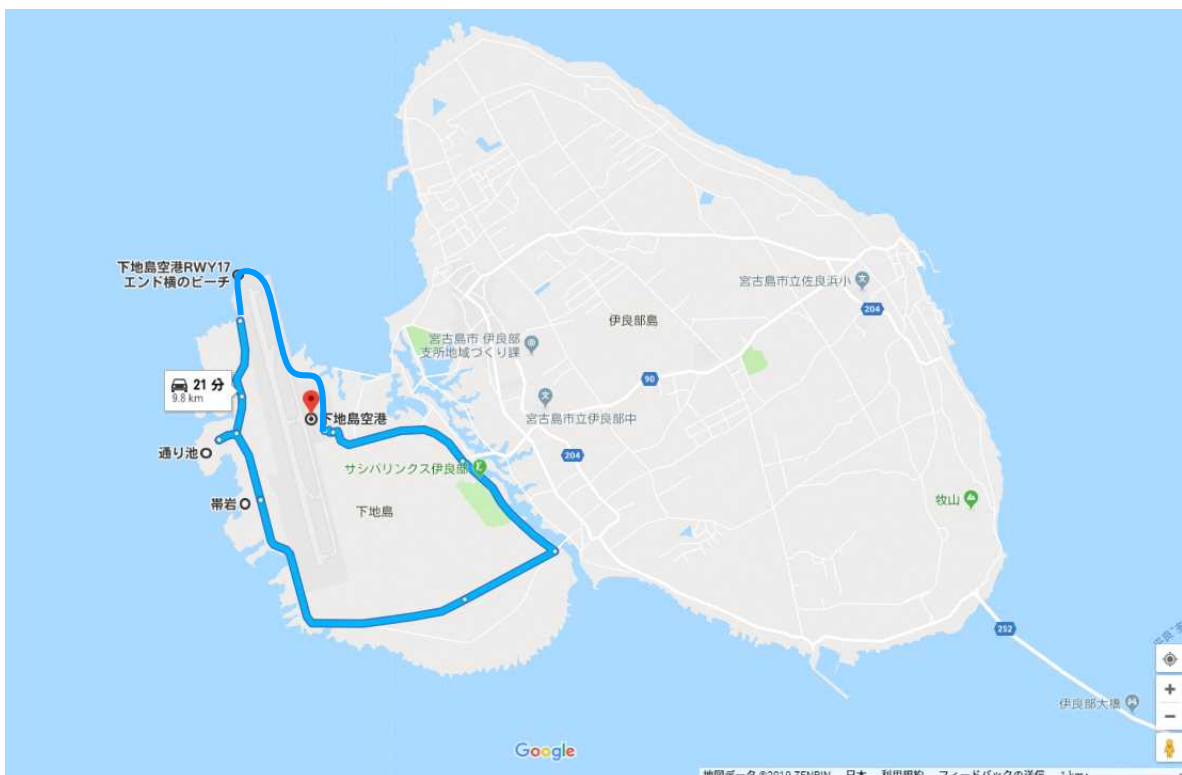 下地島空港RWY17
エンド横のビーチ
宮古島市立佐良浜小
204
伊良部島
宮古島市 伊良部
支所地域づくり課
21 分
9.8 km
90
下地島空港
宮古島市立伊良部中
通り池
204
サシバリンクス伊良部
帯岩
下地島
牧山
252
伊良部大橋
Google